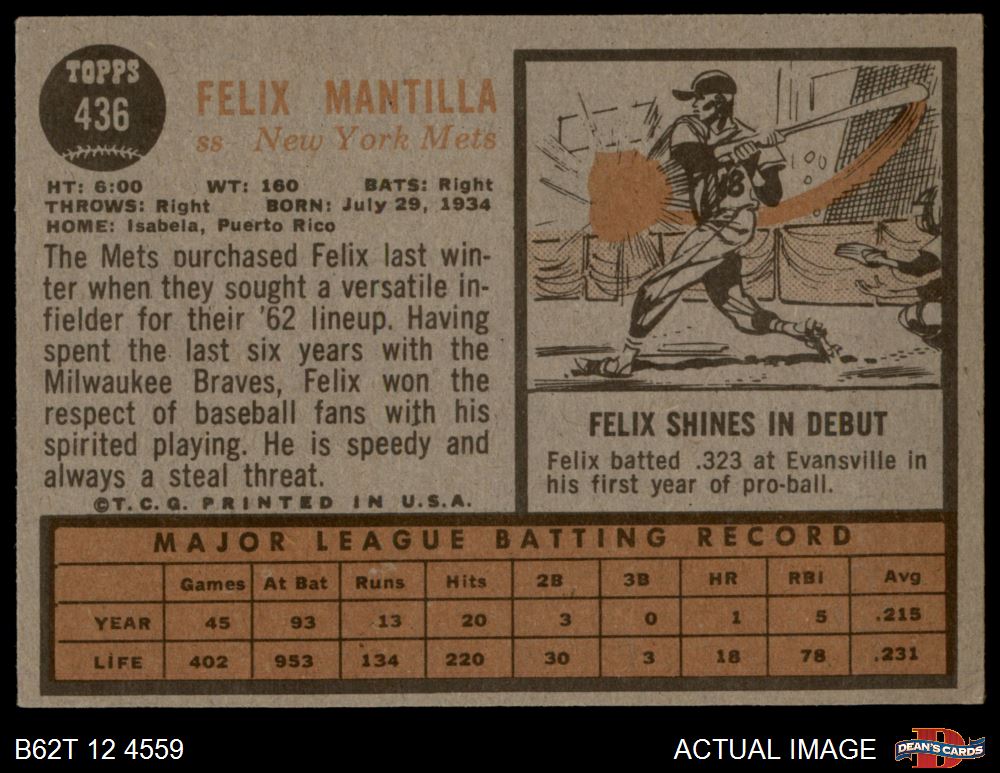 TOPPS
436
FELIX MANTILLA
ss New York Mets
HT: 6:00 WT: 160 BATS: Right
THROWS: Right BORN: July 29, 1934
HOME: Isabela, Puerto Rico
The Mets purchased Felix last win-
ter when they sought a versatile in-
fielder for their '62 lineup. Having
spent the last six years with the
Milwaukee Braves, Felix won the
respect of baseball fans with his
spirited playing. He is speedy and
always a steal threat.
©T. C. G. PRINTED IN U.S.A.
18
FELIX SHINES IN DEBUT
Felix batted .323 at Evansville in
his first year of pro-ball.
MAJOR LEAGUE BATTING RECORD
Games At Bat Runs Hits 2B 3B HR RBI Avg
YEAR 45 93 13 20 3 0 1 5 .215
LIFE 402 953 134 220 30 3 18 78 .231
B62T 12 4559
ACTUAL IMAGE
D
DEAN'S CARDS